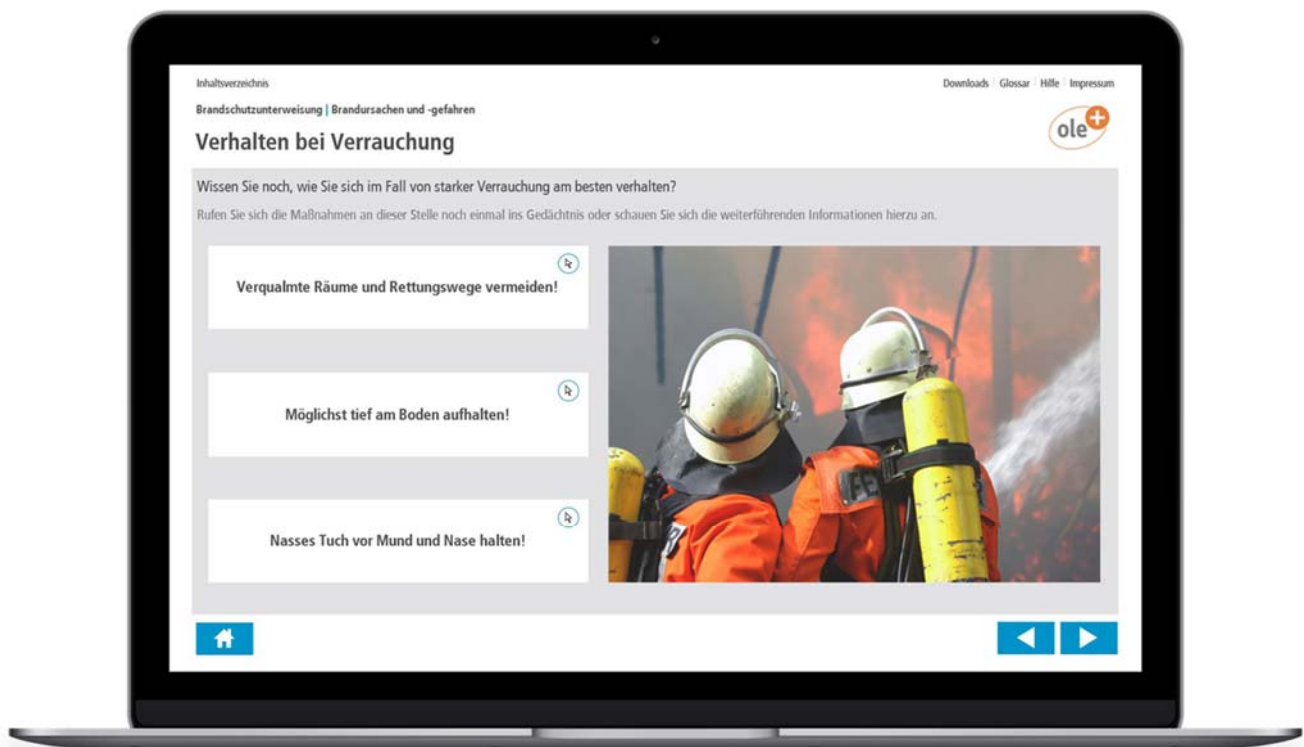 Inhaltsverzeichnis
Downloads | Glossar | Hilfe | Impressum
Brandschutzunterweisung | Brandursachen und -gefahren
ole+
Verhalten bei Verrauchung
Wissen Sie noch, wie Sie sich im Fall von starker Verrauchung am besten verhalten?
Rufen Sie sich die Maßnahmen an dieser Stelle noch einmal ins Gedächtnis oder schauen Sie sich die weiterführenden Informationen hierzu an.
Verqualmte Räume und Rettungswege vermeiden!
Möglichst tief am Boden aufhalten!
Nasses Tuch vor Mund und Nase halten!